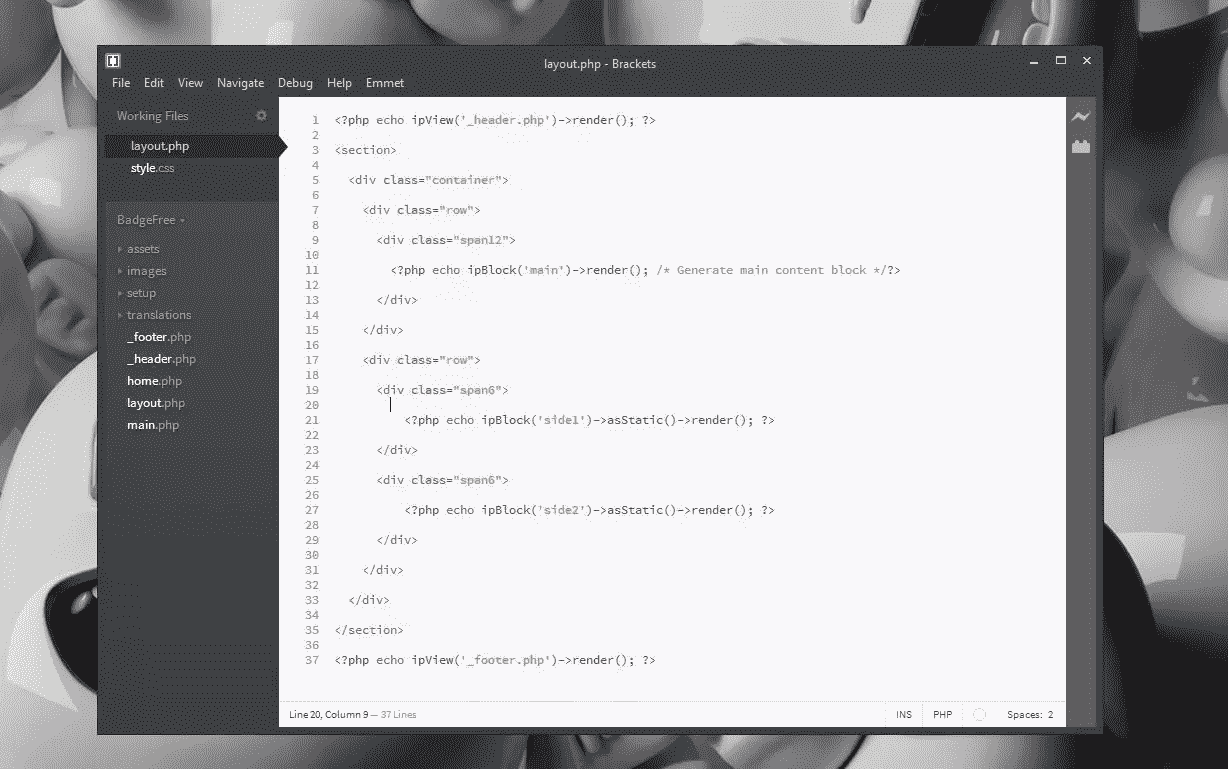 layout.php - Brackets
File Edit View Navigate Debug Help Emmet
Working Files
layout.php
style.css
BadgeFree
assets
images
setup
translations
_footer.php
_header.php
home.php
layout.php
main.php
1 <?php echo ipView('_header.php')->render(); ?>
2
3 <section>
4
5 <div class="container">
6
7 <div class="row">
8
9 <div class="span12">
10
11 <?php echo ipBlock('main')->render(); /* Generate main content block */?>
12
13 </div>
14
15 </div>
16
17 <div class="row">
18
19 <div class="span6">
20
21 <?php echo ipBlock('side1')->asStatic()->render(); ?>
22
23 </div>
24
25 <div class="span6">
26
27 <?php echo ipBlock('side2')->asStatic()->render(); ?>
28
29 </div>
30
31 </div>
32
33 </div>
34
35 </section>
36
37 <?php echo ipView('_footer.php')->render(); ?>
Line 20, Column 9 — 37 Lines
INS PHP Spaces: 2